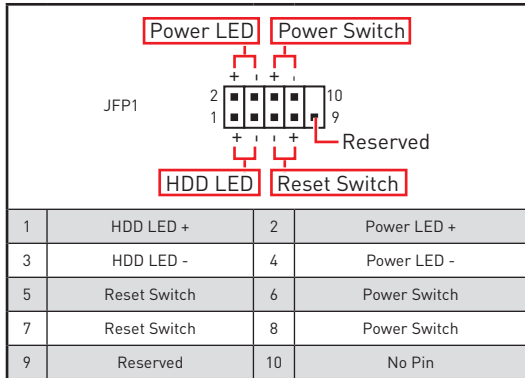 Power LED Power Switch
+ - + -
JFP1
2 10
1 9
+ - - +
Reserved
HDD LED Reset Switch
1 HDD LED + 2 Power LED +
3 HDD LED - 4 Power LED -
5 Reset Switch 6 Power Switch
7 Reset Switch 8 Power Switch
9 Reserved 10 No Pin